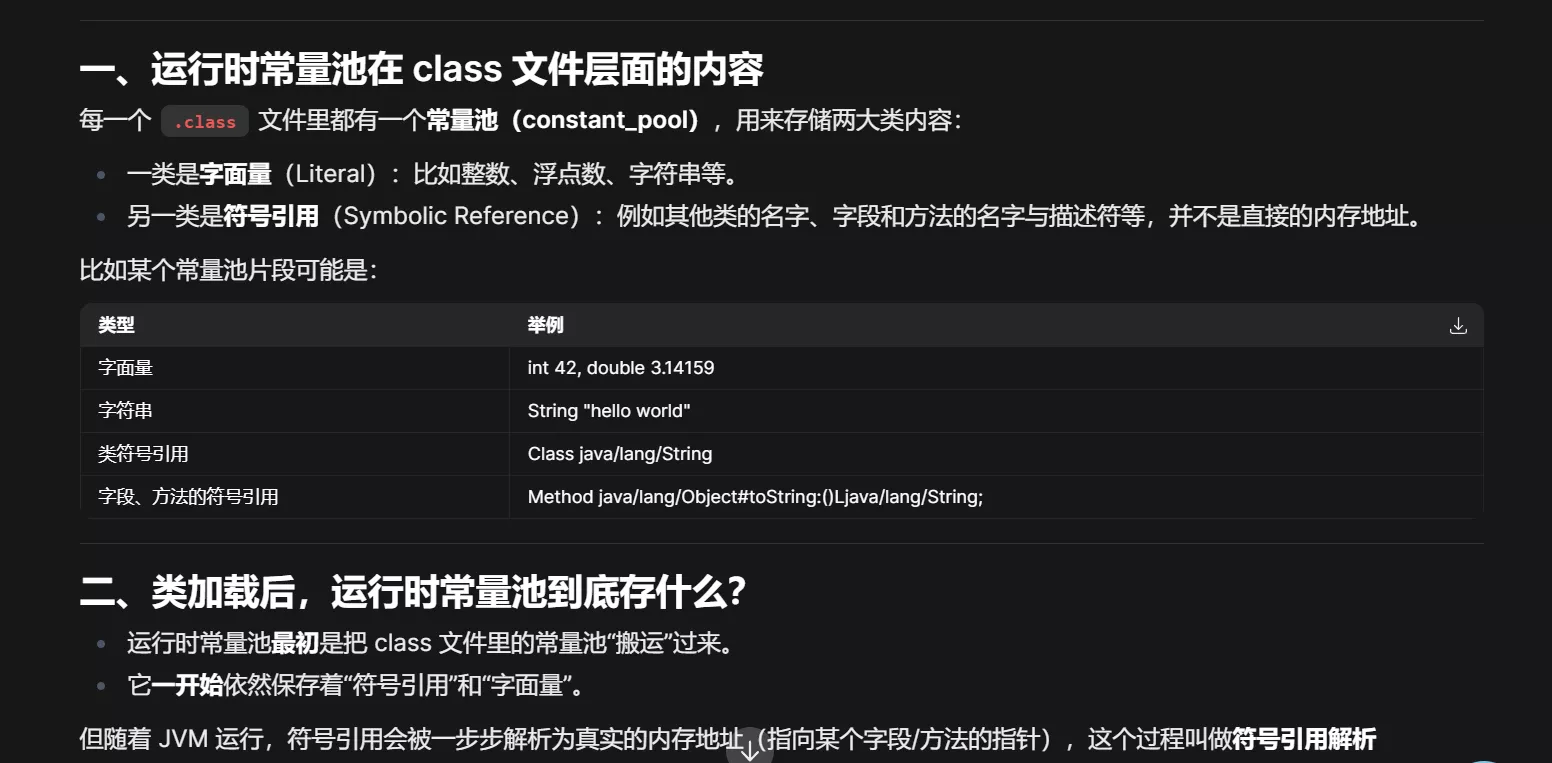 一、运行时常量池在 class 文件层面的内容
每一个 .class 文件里都有一个常量池（constant_pool），用来存储两大类内容：
一类是字面量（Literal）：比如整数、浮点数、字符串等。
另一类是符号引用（Symbolic Reference）：例如其他类的名字、字段和方法的名字与描述符等，并不是直接的内存地址。
比如某个常量池片段可能是：
类型 举例
字面量 int 42, double 3.14159
字符串 String "hello world"
类符号引用 Class java/lang/String
字段、方法的符号引用 Method java/lang/Object#toString:()Ljava/lang/String;
二、类加载后，运行时常量池到底存什么？
运行时常量池最初是把 class 文件里的常量池“搬运”过来。
它一开始依然保存着“符号引用”和“字面量”。
但随着 JVM 运行，符号引用会被一步步解析为真实的内存地址（指向某个字段/方法的指针），这个过程叫做符号引用解析